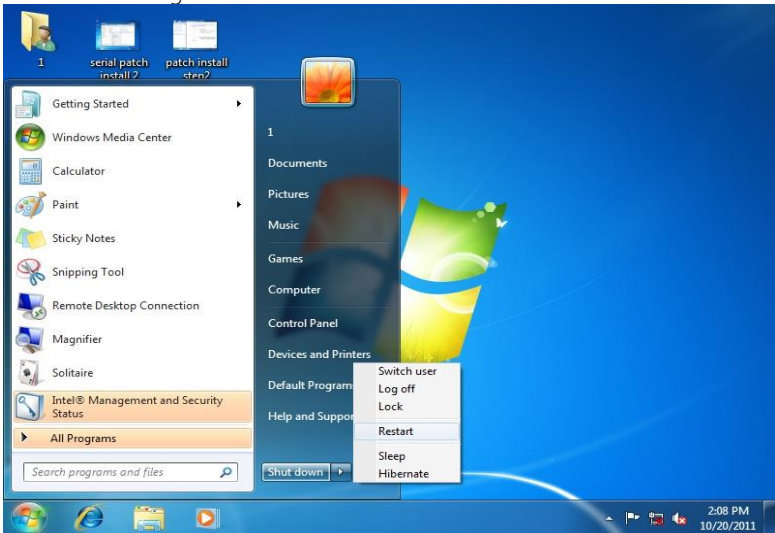 1
serial patch
install 2
patch install
step2
Getting Started
Windows Media Center
Calculator
Paint
Sticky Notes
Snipping Tool
Remote Desktop Connection
Magnifier
Solitaire
Intel® Management and Security
Status
All Programs
Search programs and files
1
Documents
Pictures
Music
Games
Computer
Control Panel
Devices and Printers
Default Program
Help and Suppor
Shut down
Switch user
Log off
Lock
Restart
Sleep
Hibernate
2:08 PM
10/20/2011